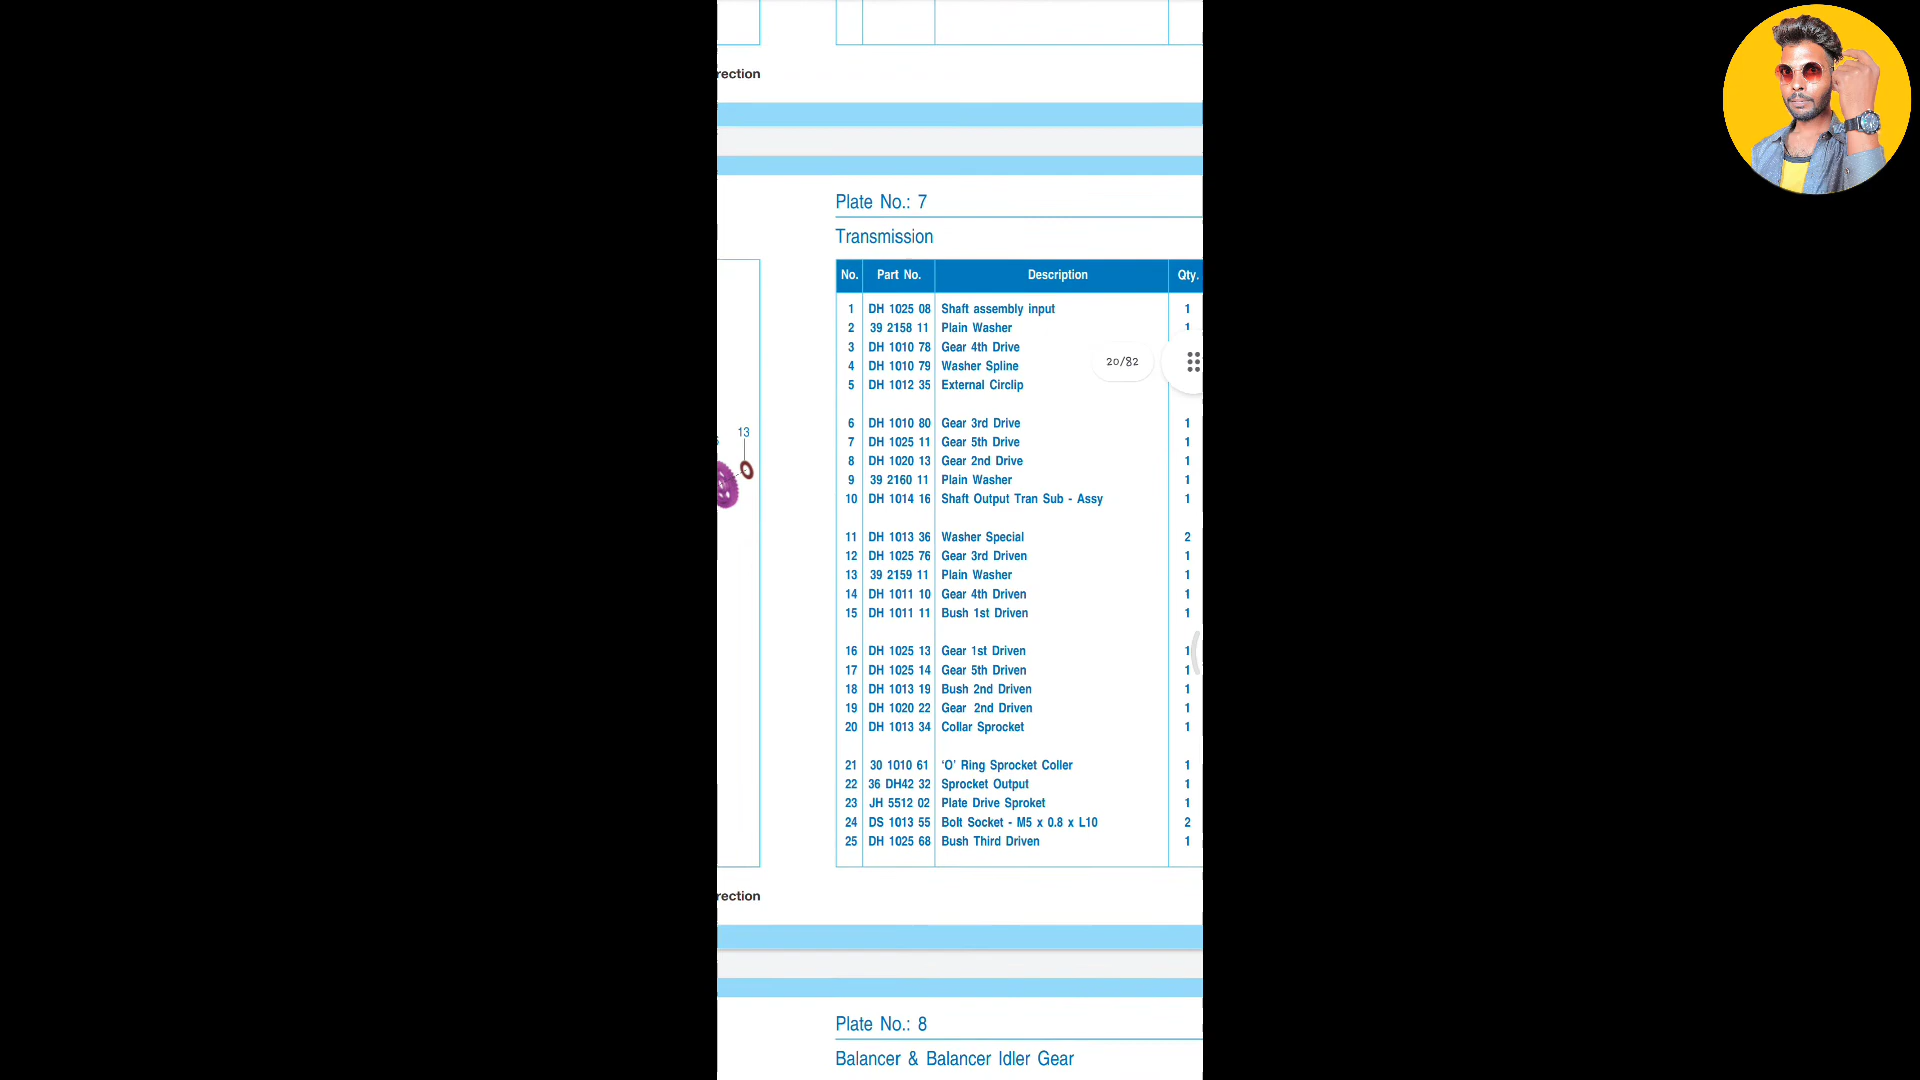 rection
Plate No.: 7
Transmission
No. Part No. Description Qty.
1 DH 1025 08 Shaft assembly input 1
2 39 2158 11 Plain Washer 1
3 DH 1010 78 Gear 4th Drive
20/82
4 DH 1010 79 Washer Spline
5 DH 1012 35 External Circlip
13
6 DH 1010 80 Gear 3rd Drive 1
7 DH 1025 11 Gear 5th Drive 1
8 DH 1020 13 Gear 2nd Drive 1
9 39 2160 11 Plain Washer 1
10 DH 1014 16 Shaft Output Tran Sub - Assy 1
11 DH 1013 36 Washer Special 2
12 DH 1025 76 Gear 3rd Driven 1
13 39 2159 11 Plain Washer 1
14 DH 1011 10 Gear 4th Driven 1
15 DH 1011 11 Bush 1st Driven 1
16 DH 1025 13 Gear 1st Driven 1
17 DH 1025 14 Gear 5th Driven 1
18 DH 1013 19 Bush 2nd Driven 1
19 DH 1020 22 Gear 2nd Driven 1
20 DH 1013 34 Collar Sprocket 1
21 30 1010 61 ‘O’ Ring Sprocket Coller 1
22 36 DH42 32 Sprocket Output 1
23 JH 5512 02 Plate Drive Sproket 1
24 DS 1013 55 Bolt Socket - M5 x 0.8 x L10 2
25 DH 1025 68 Bush Third Driven 1
rection
Plate No.: 8
Balancer & Balancer Idler Gear